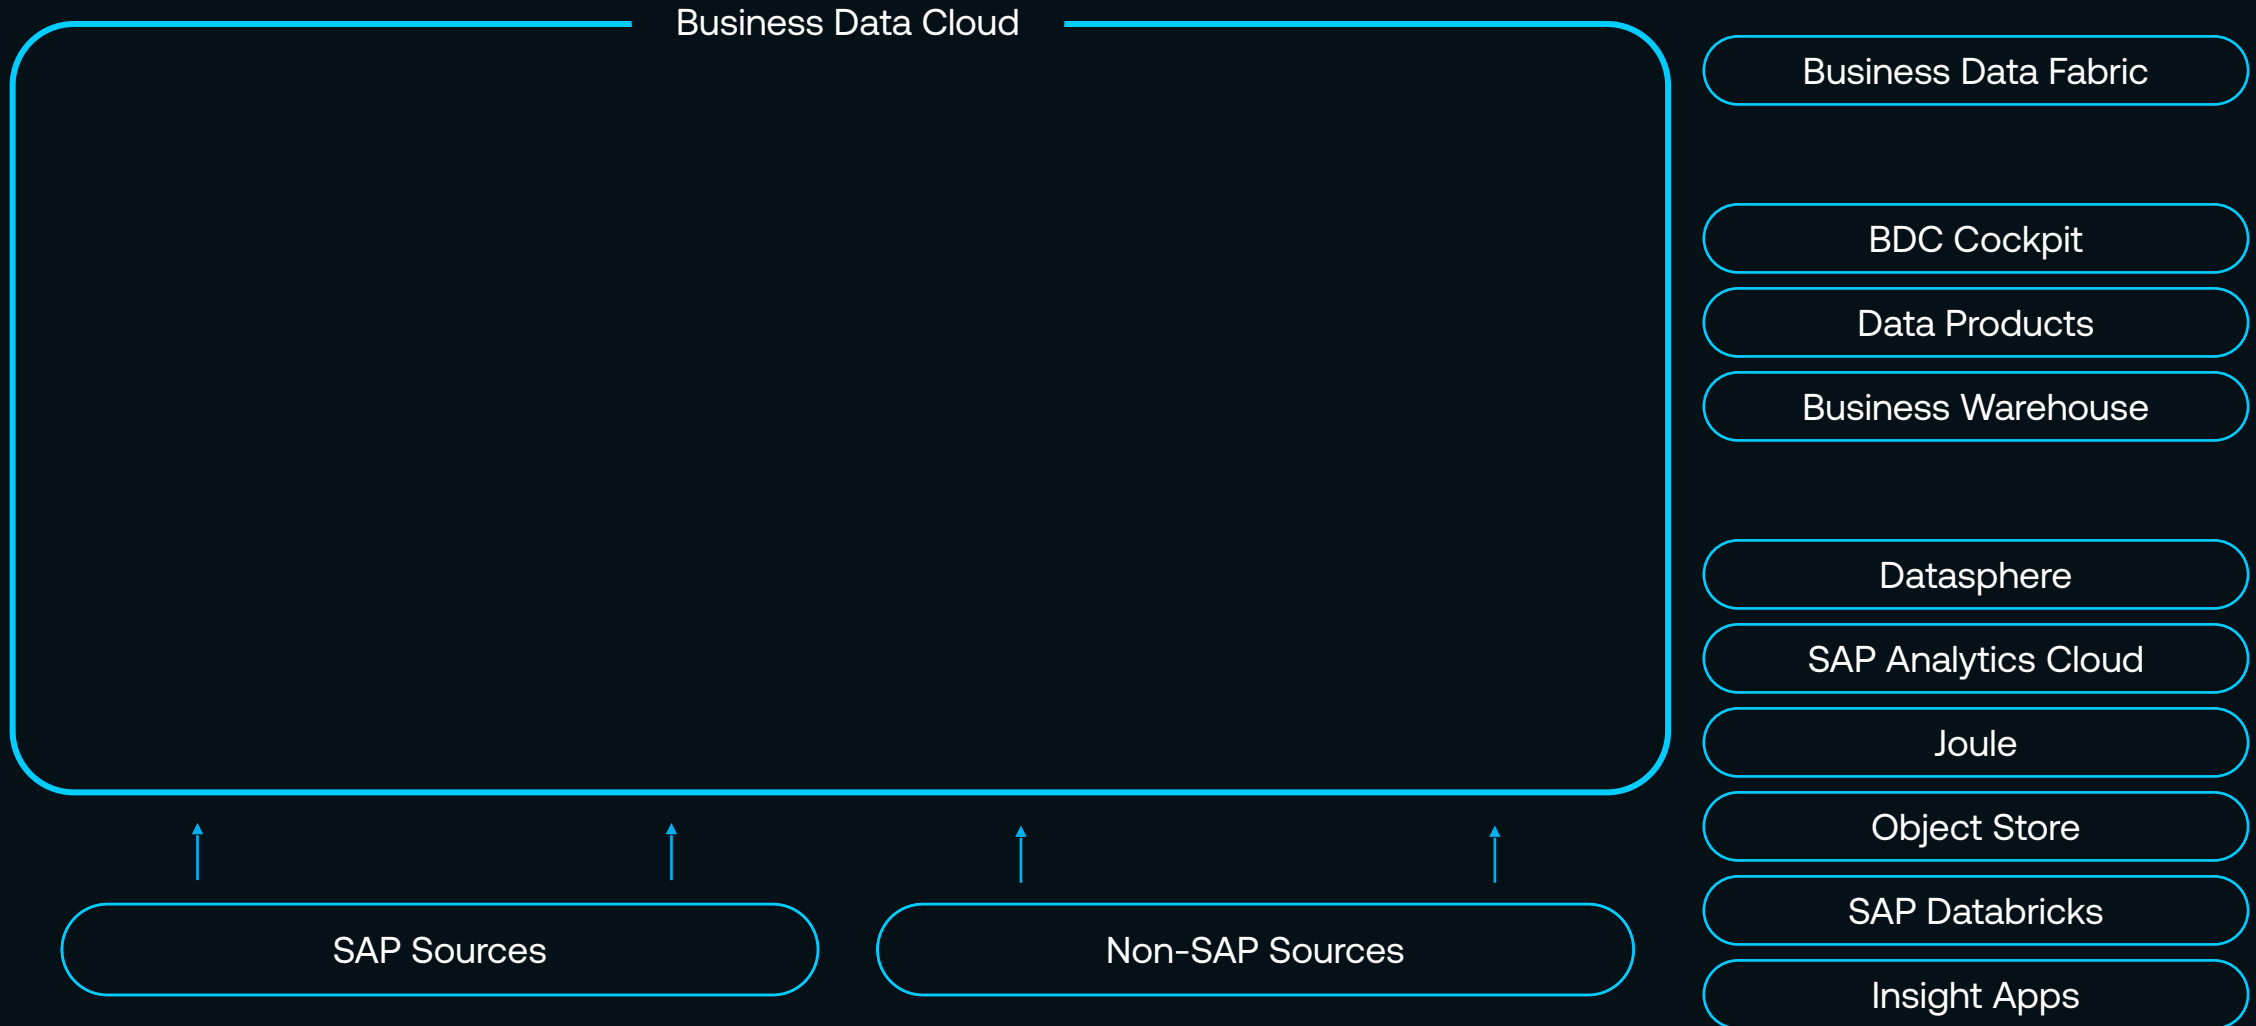 Business Data Cloud
Business Data Fabric
BDC Cockpit
Data Products
Business Warehouse
Datasphere
SAP Analytics Cloud
Joule
Object Store
SAP Databricks
Insight Apps
SAP Sources
Non-SAP Sources